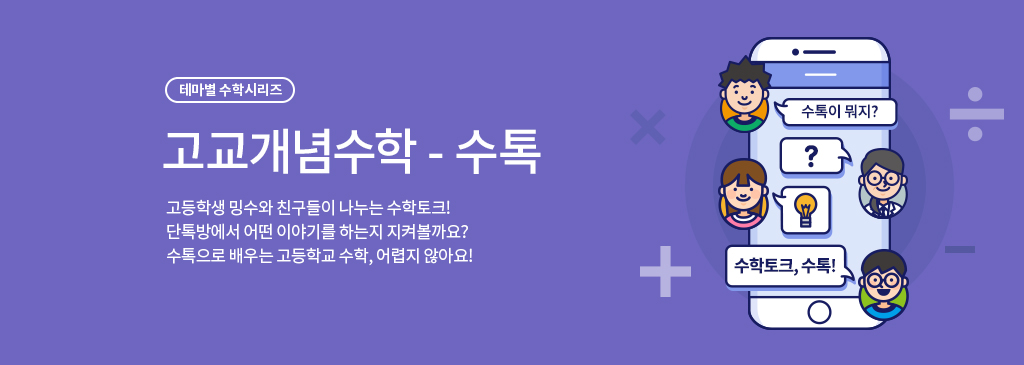 테마별 수학시리즈
고교개념수학 - 수톡
고등학생 밍수와 친구들이 나누는 수학토크!
단톡방에서 어떤 이야기를 하는지 지켜볼까요?
수톡으로 배우는 고등학교 수학, 어렵지 않아요!
수톡이 뭐지?
?
수학토크, 수톡!